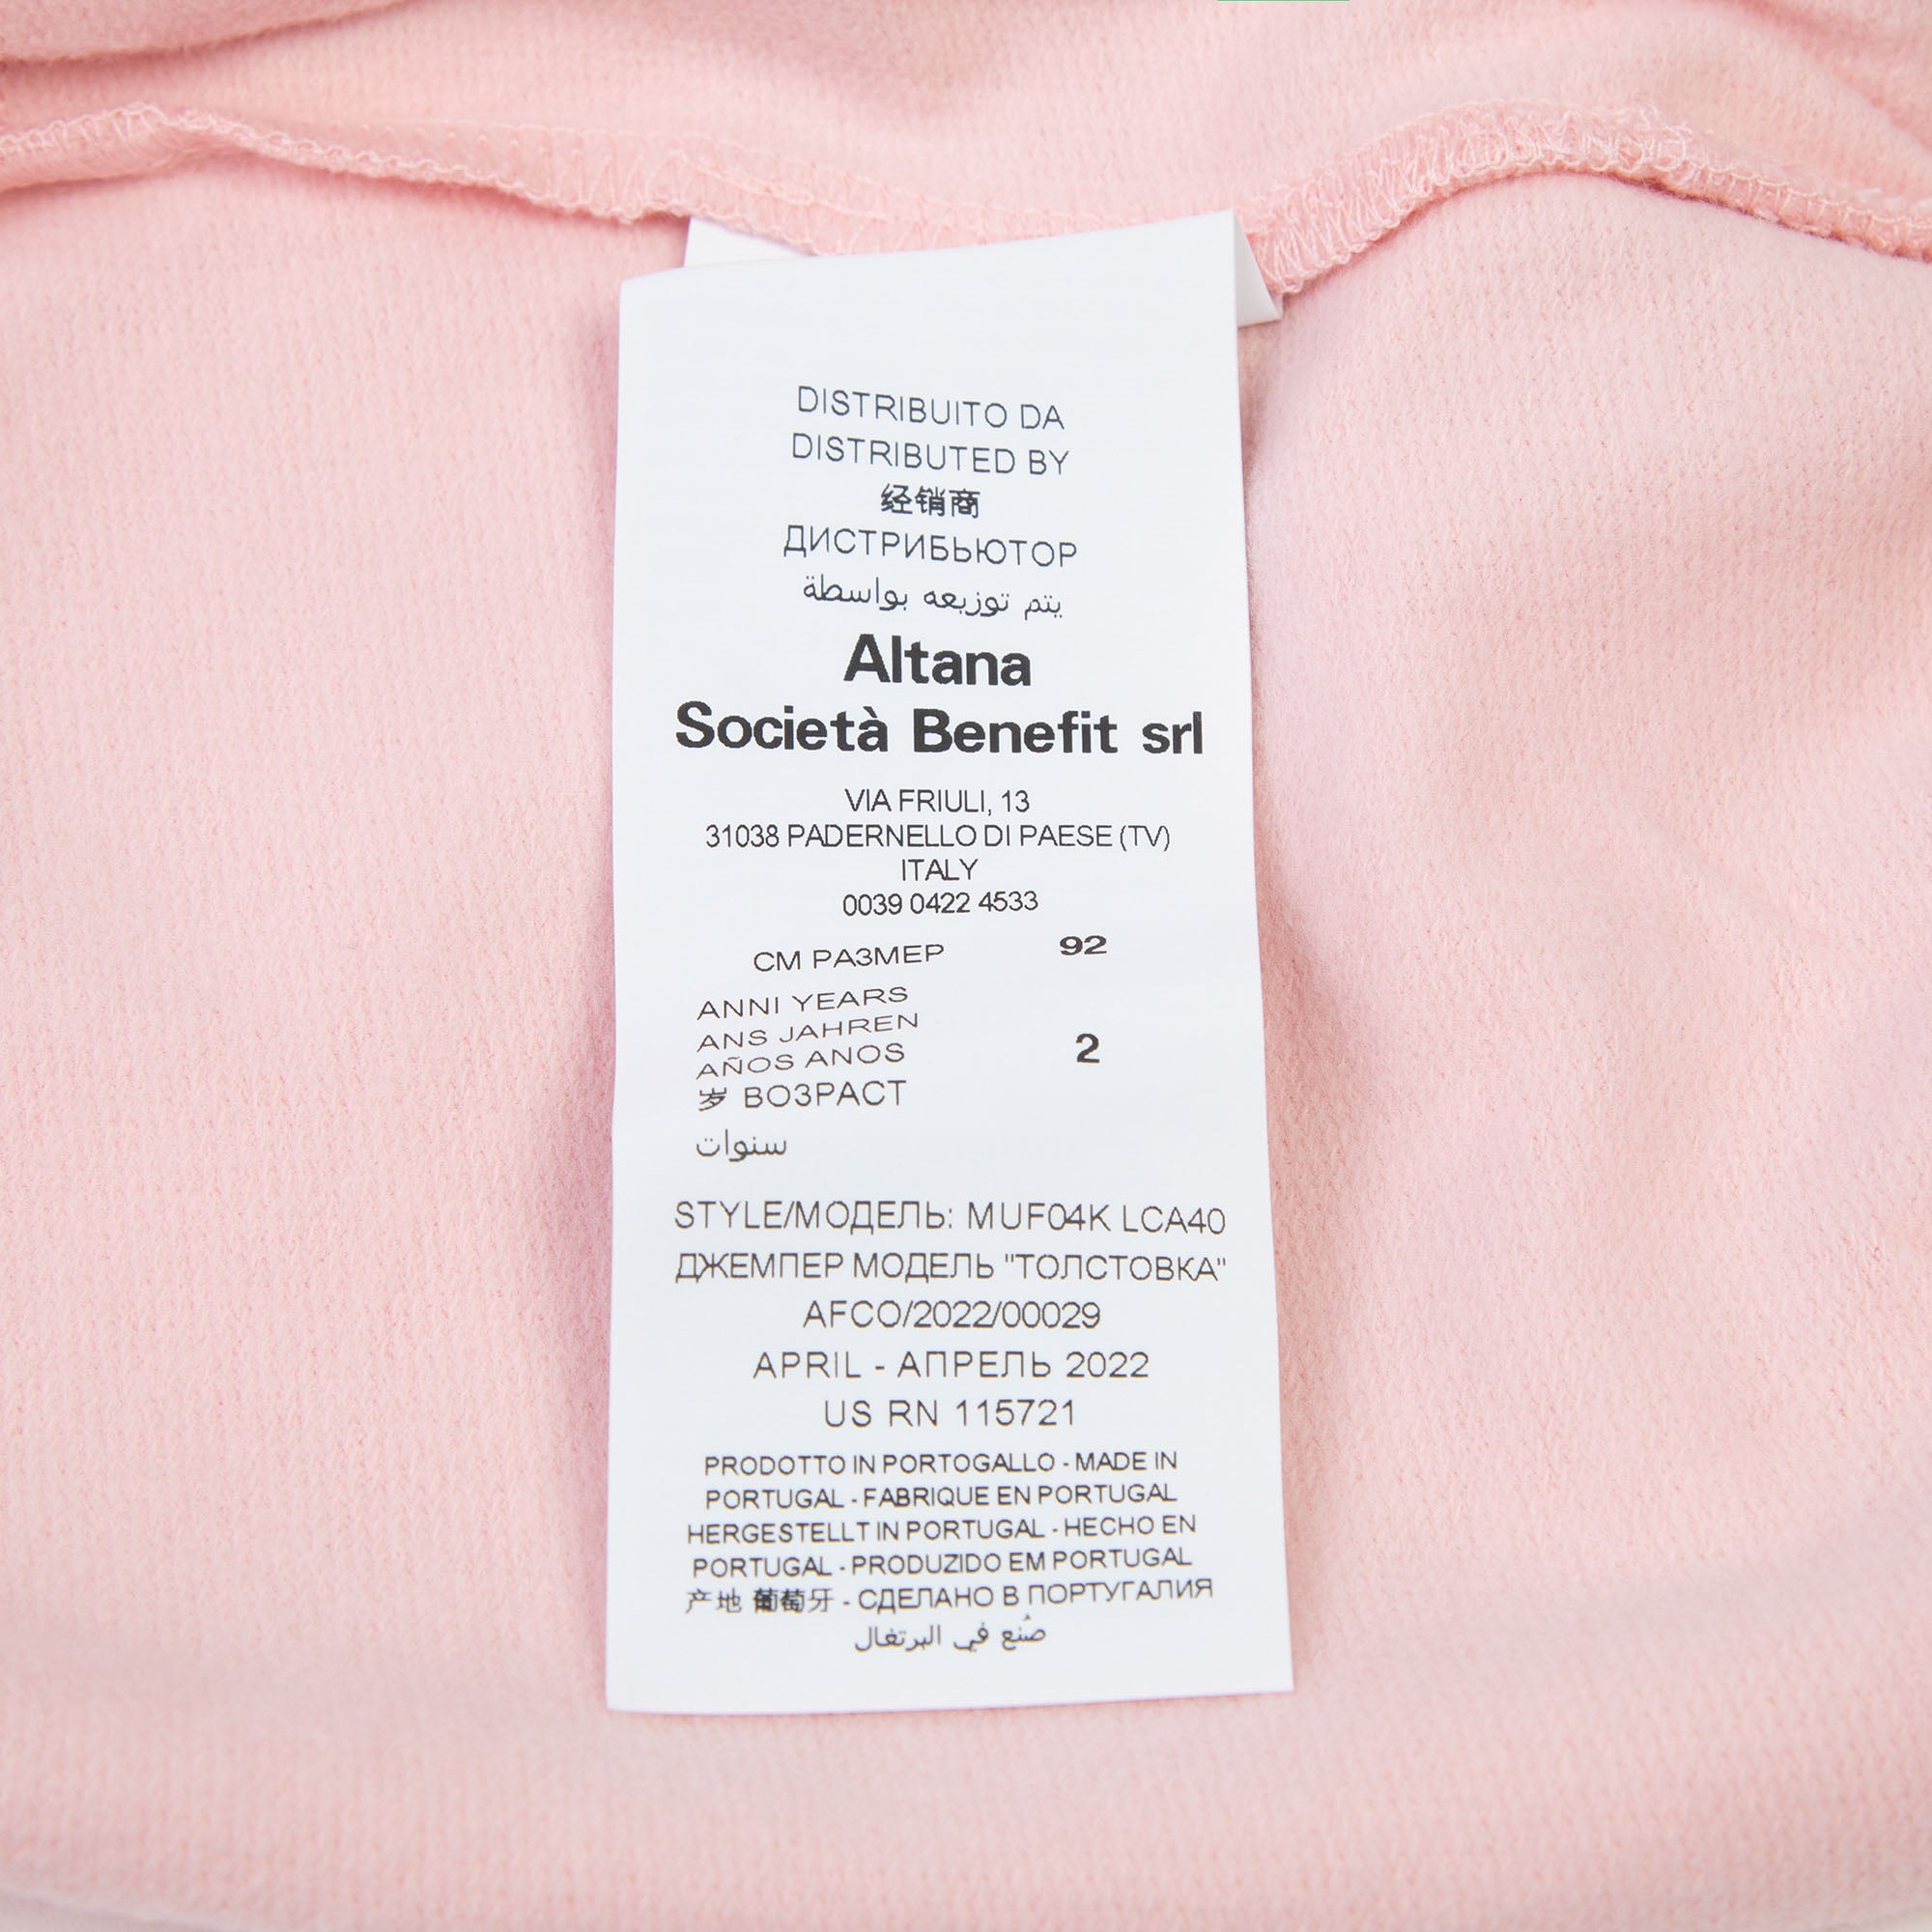 DISTRIBUITO DA
DISTRIBUTED BY
经销商
ДИСТРИБЬЮТОР
يتم توزيعه بواسطة
Altana
Società Benefit srl
VIA FRIULI, 13
31038 PADERNELLO DI PAESE (TV)
ITALY
0039 0422 4533
СМ РАЗМЕР 92
ANNI YEARS
ANS JAHREN
AÑOS ANOS 2
岁 ВОЗРАСТ
سنوات
STYLE/МОДЕЛЬ: MUF04K LCA40
ДЖЕМПЕР МОДЕЛЬ "ТОЛСТОВКА"
AFCO/2022/00029
APRIL - АПРЕЛЬ 2022
US RN 115721
PRODOTTO IN PORTOGALLO - MADE IN
PORTUGAL - FABRIQUE EN PORTUGAL
HERGESTELLT IN PORTUGAL - HECHO EN
PORTUGAL - PRODUZIDO EM PORTUGAL
产地 葡萄牙 - СДЕЛАНО В ПОРТУГАЛИЯ
صُنع في البرتغال